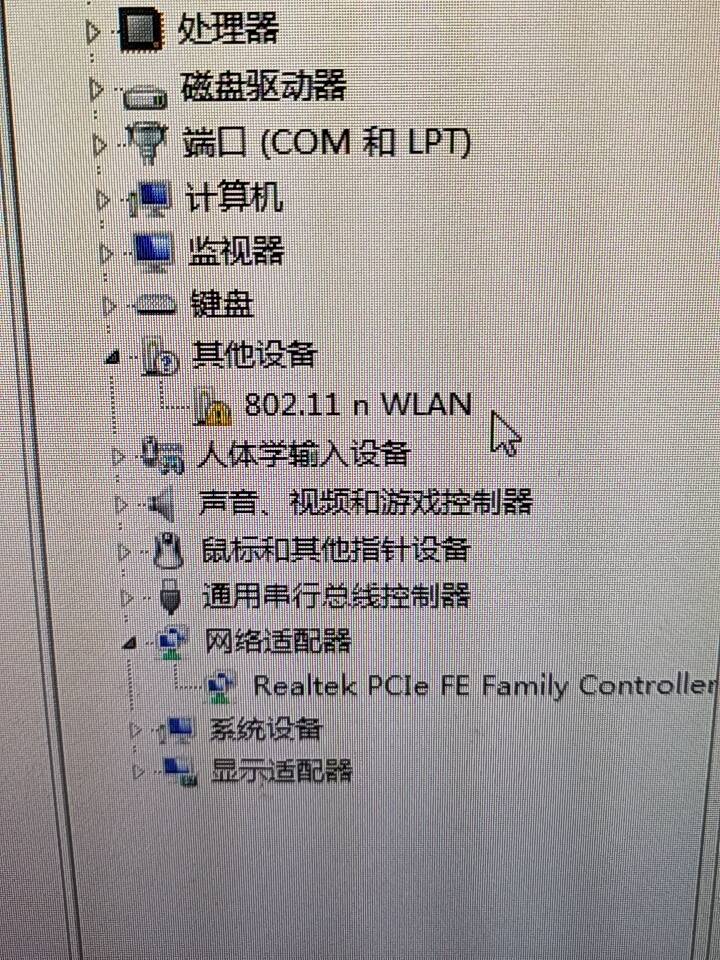 处理器
磁盘驱动器
端口 (COM 和 LPT)
计算机
监视器
键盘
其他设备
802.11 n WLAN
人体学输入设备
声音、视频和游戏控制器
鼠标和其他指针设备
通用串行总线控制器
网络适配器
Realtek PCIe FE Family Controller
系统设备
显示适配器